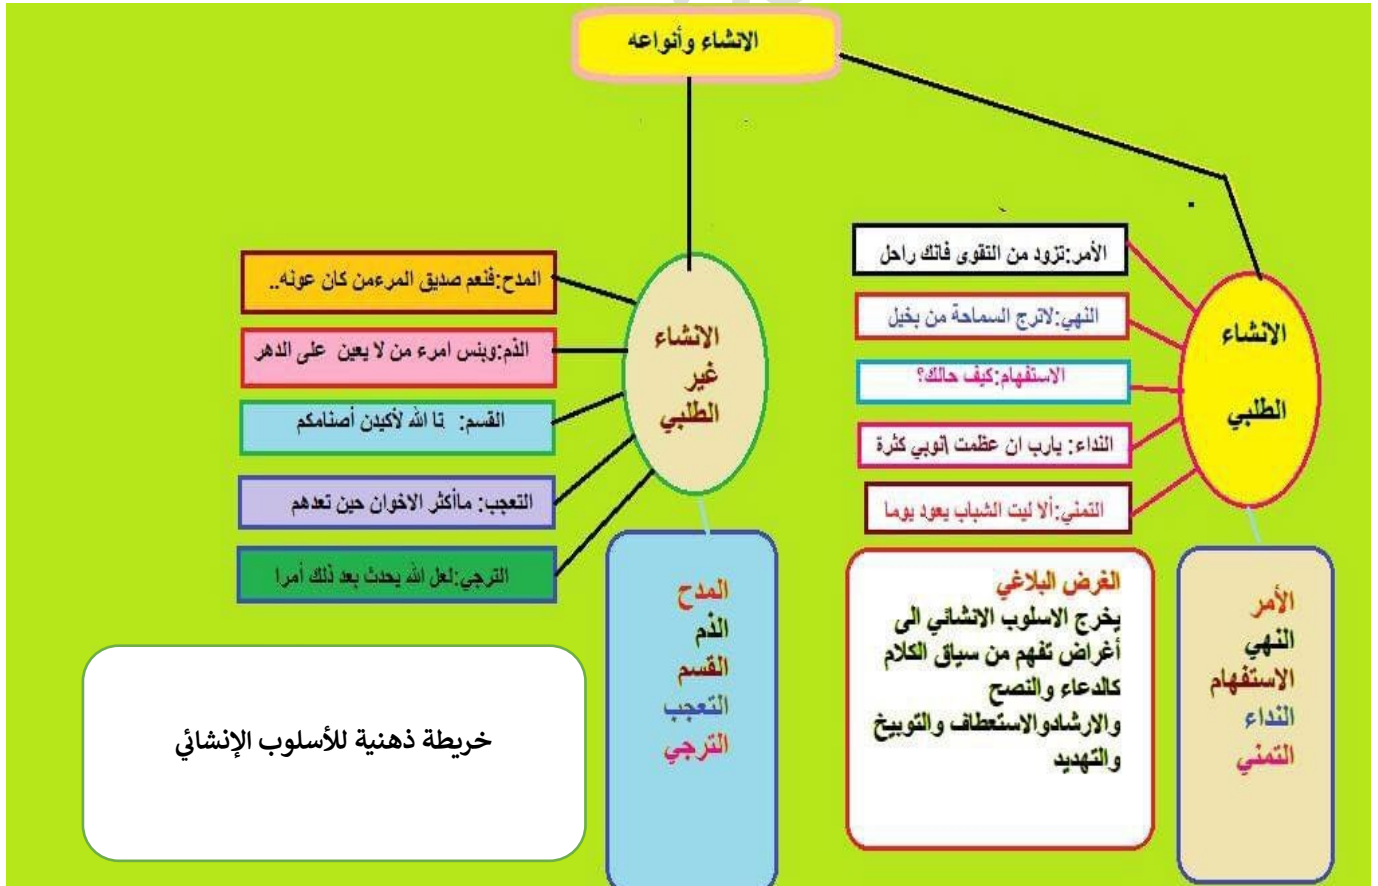 الانشاء وأنواعه
الأمر:تزود من التقوى فانك راحل
النهي:لاترج السماحة من بخيل
الاستفهام:كيف حالك؟
النداء: يارب ان عظمت إنوبي كثرة
التمني:ألا ليت الشباب يعود يوما
الانشاء
الطلبي
الأمر
النهي
الاستفهام
النداء
التمني
الغرض البلاغي
يخرج الاسلوب الانشائي الى
أغراض تفهم من سياق الكلام
كالدعاء والنصح
والارشادوالاستعطاف والتوبيخ
والتهديد
المدح:فنعم صديق المرءمن كان عونه..
الذم:وبنس امرء من لا يعين على الدهر
القسم: تا الله لأكيدن أصنامكم
التعجب: ماأكثر الاخوان حين تعدهم
الترجي:لعل الله يحدث بعد ذلك أمرا
الانشاء
غير
الطلبي
المدح
الذم
القسم
التعجب
الترجي
خريطة ذهنية للأسلوب الإنشائي